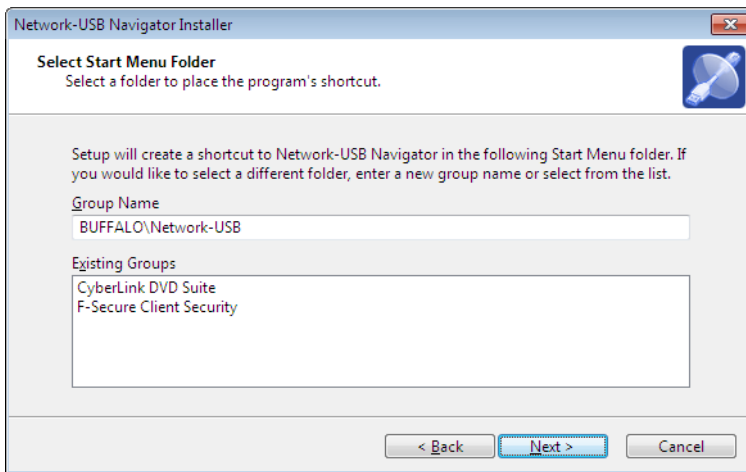 Network-USB Navigator Installer
Select Start Menu Folder
Select a folder to place the program's shortcut.
Setup will create a shortcut to Network-USB Navigator in the following Start Menu folder. If
you would like to select a different folder, enter a new group name or select from the list.
Group Name
BUFFALO\Network-USB
Existing Groups
CyberLink DVD Suite
F-Secure Client Security
< Back Next > Cancel